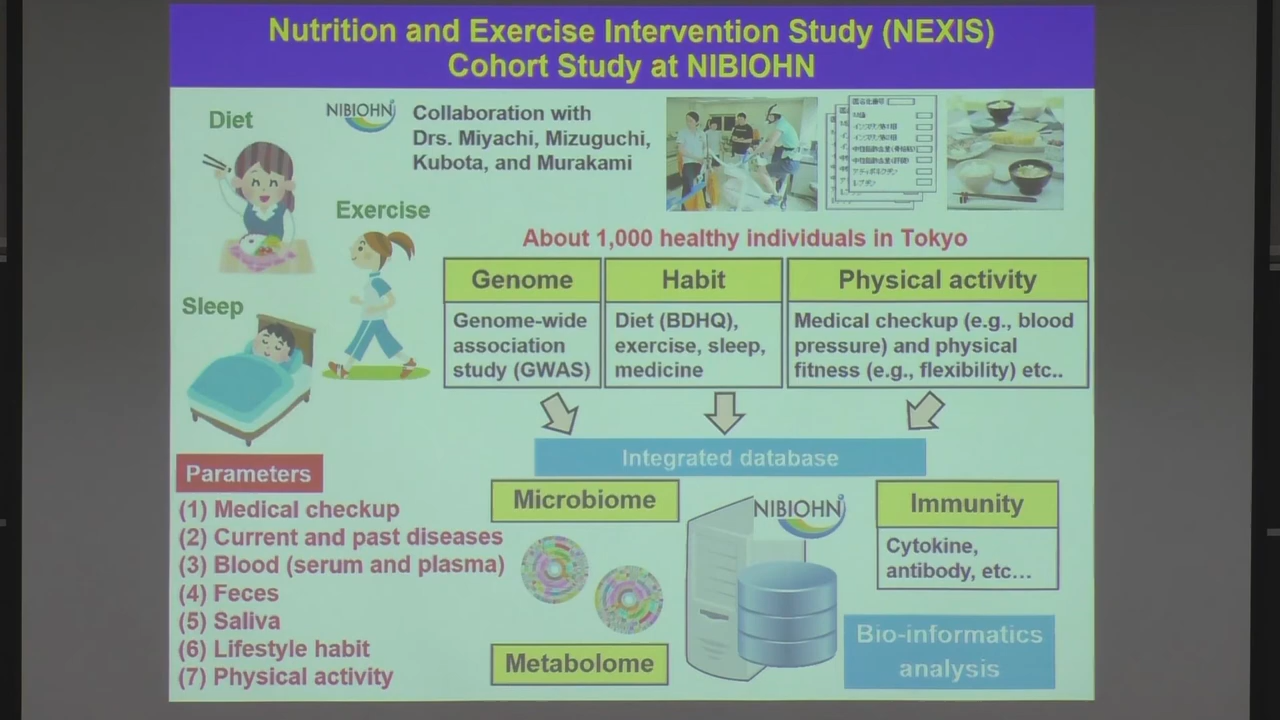 Nutrition and Exercise Intervention Study (NEXIS)
Cohort Study at NIBIOHN
Diet
NIBIOHN
Collaboration with
Drs. Miyachi, Mizuguchi,
Kubota, and Murakami
Exercise
About 1,000 healthy individuals in Tokyo
Sleep
Genome
Genome-wide
association
study (GWAS)
Habit
Diet (BDHQ),
exercise, sleep,
medicine
Physical activity
Medical checkup (e.g., blood
pressure) and physical
fitness (e.g., flexibility) etc..
Integrated database
Parameters
(1) Medical checkup
(2) Current and past diseases
(3) Blood (serum and plasma)
(4) Feces
(5) Saliva
(6) Lifestyle habit
(7) Physical activity
Microbiome
NIBIOHN
Immunity
Cytokine,
antibody, etc...
Metabolome
Bio-informatics
analysis